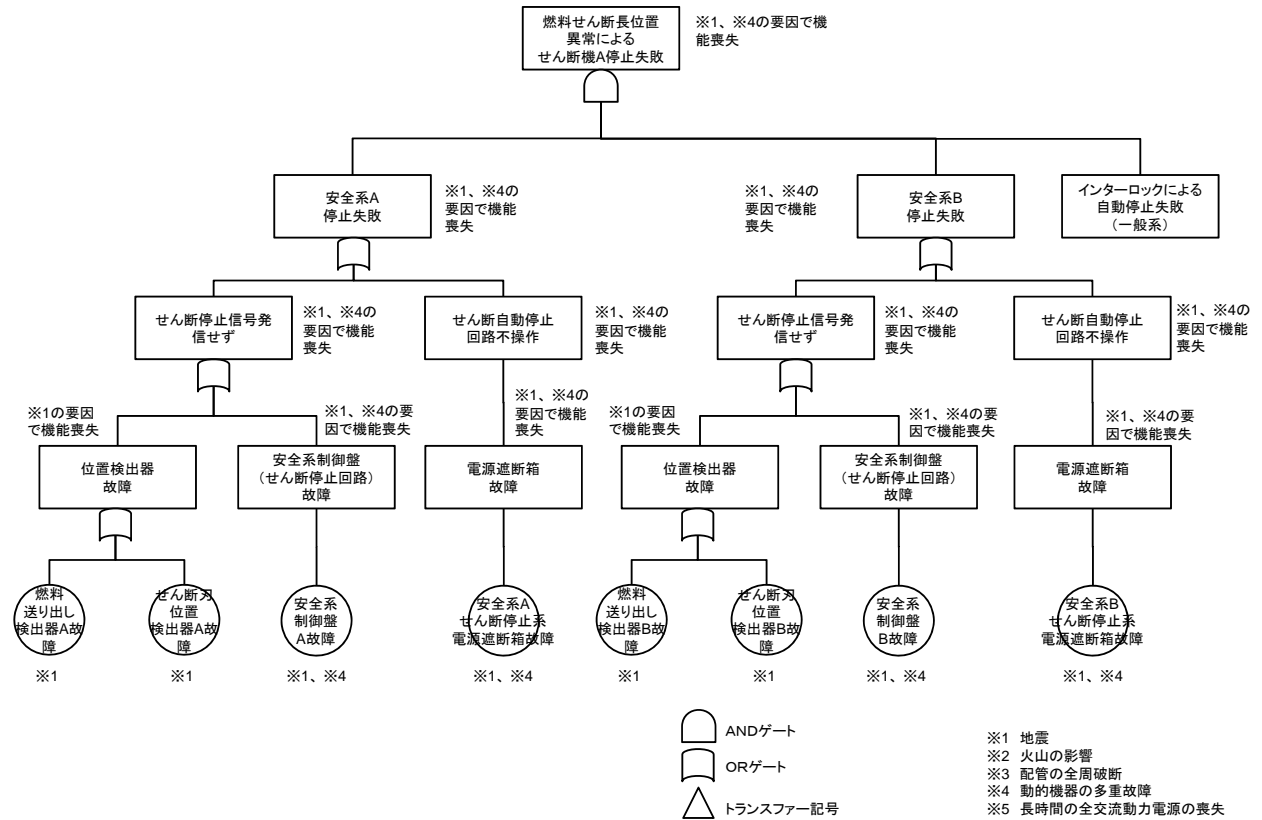 燃料せん断長位置
異常による
せん断機A停止失敗
※1、※4の要因で機
能喪失
安全系A
停止失敗
※1、※4の
要因で機能
喪失
※1、※4の
要因で機能
喪失
安全系B
停止失敗
インターロックによる
自動停止失敗
(一般系)
せん断停止信号発
信せず
※1、※4の
要因で機能
喪失
せん断自動停止
回路不操作
※1、※4の
要因で機能
喪失
せん断停止信号発
信せず
※1、※4の
要因で機能
喪失
せん断自動停止
回路不操作
※1、※4の
要因で機能
喪失
※1の要因
で機能喪失
※1、※4の要
因で機能喪失
※1、※4の
要因で機能
喪失
※1の要因
で機能喪失
※1、※4の要
因で機能喪失
※1、※4の要
因で機能喪失
位置検出器
故障
安全系制御盤
(せん断停止回路)
故障
電源遮断箱
故障
位置検出器
故障
安全系制御盤
(せん断停止回路)
故障
電源遮断箱
故障
燃料
送り出し
検出器A故
障
せん断刃
位置
検出器A故
障
安全系
制御盤
A故障
安全系A
せん断停止系
電源遮断箱故障
燃料
送り出し
検出器B故
障
せん断刃
位置
検出器B故
障
安全系
制御盤
B故障
安全系B
せん断停止系
電源遮断箱故障
※1
※1
※1、※4
※1、※4
※1
※1
※1、※4
※1、※4
ANDゲート
ORゲート
トランスファー記号
※1 地震
※2 火山の影響
※3 配管の全周破断
※4 動的機器の多重故障
※5 長時間の全交流動力電源の喪失